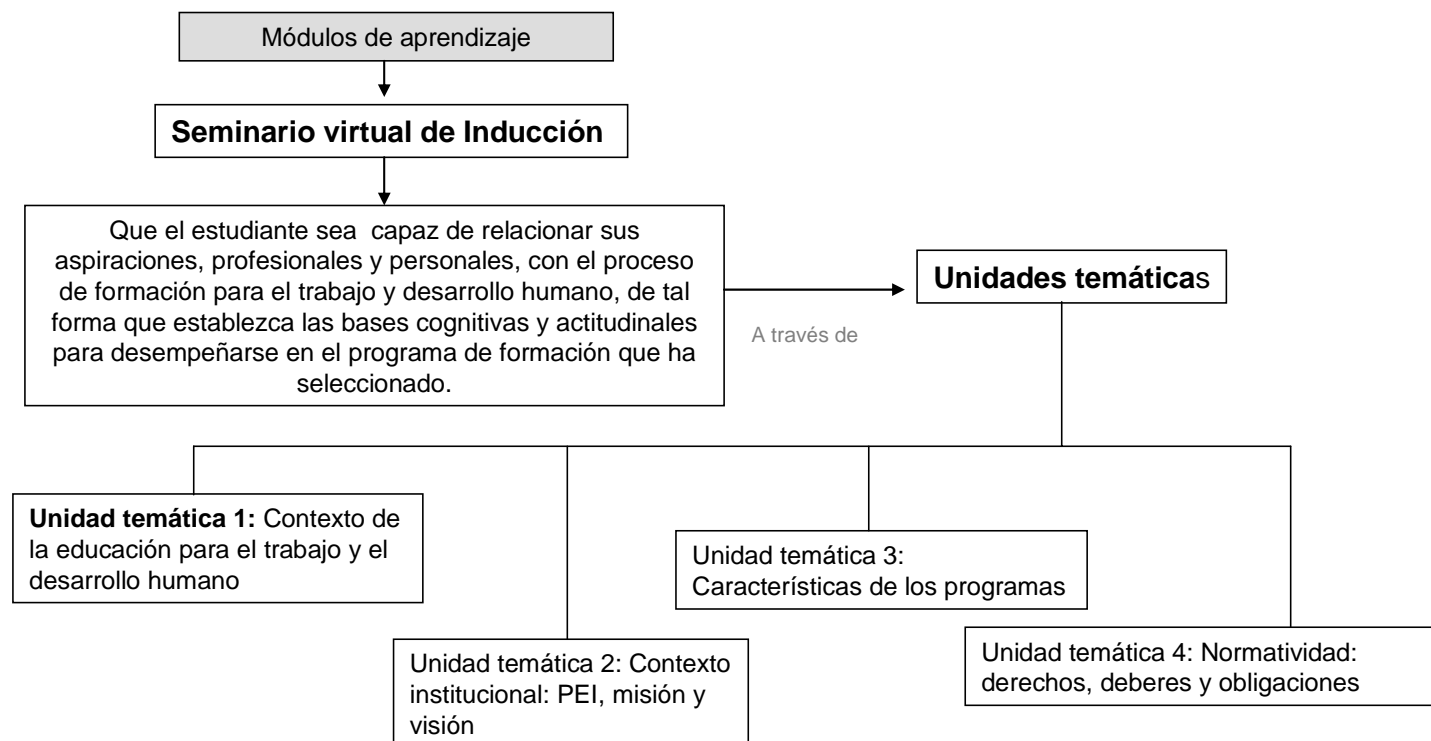 Módulos de aprendizaje
Seminario virtual de Inducción
Que el estudiante sea  capaz de relacionar sus
aspiraciones, profesionales y personales, con el proceso
de formación para el trabajo y desarrollo humano, de tal
forma que establezca las bases cognitivas y actitudinales
para desempeñarse en el programa de formación que ha
seleccionado.
A través de
Unidades temáticas
Unidad temática 1: Contexto de
la educación para el trabajo y el
desarrollo humano
Unidad temática 2: Contexto
institucional: PEI, misión y
visión
Unidad temática 3:
Características de los programas
Unidad temática 4: Normatividad:
derechos, deberes y obligaciones